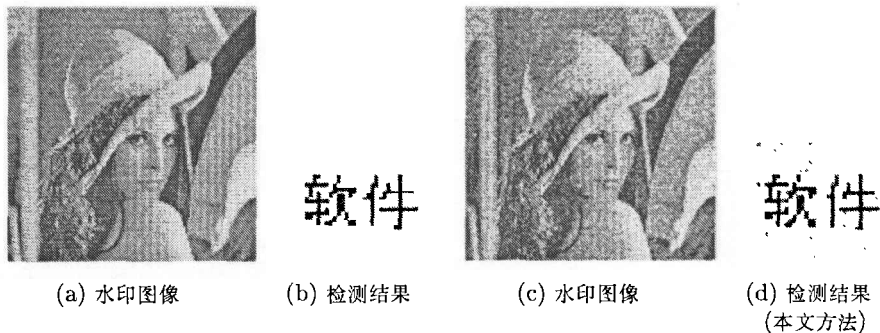 软件
软件
(a) 水印图像
(b) 检测结果
(c) 水印图像
(d) 检测结果
(本文方法)